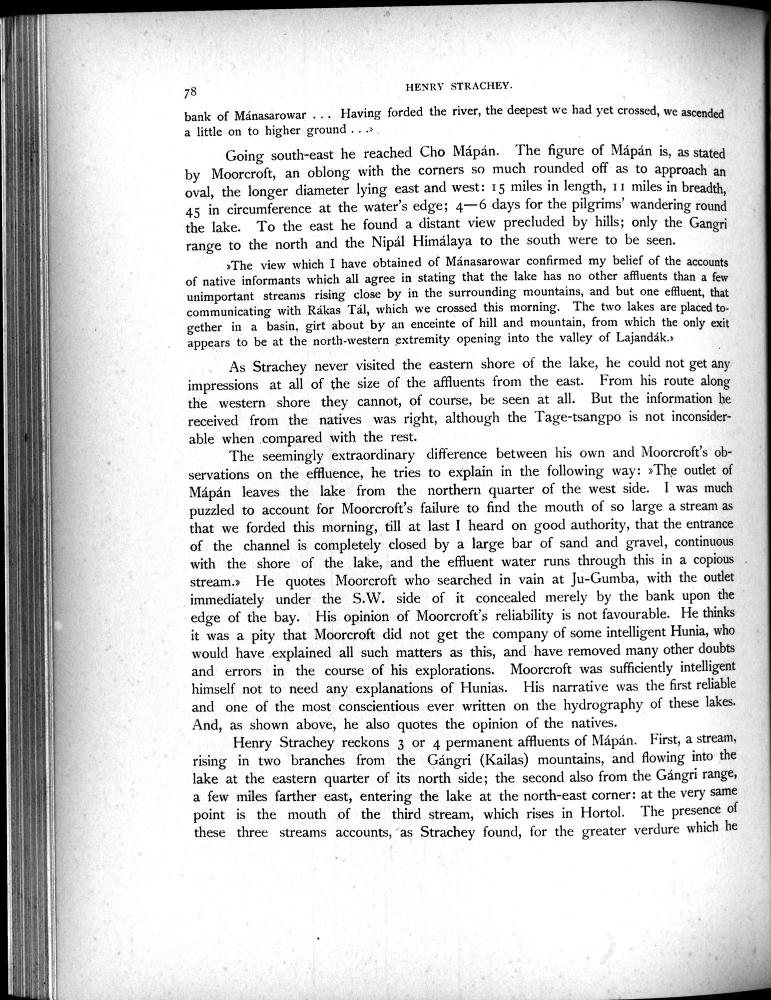 78
HENRY STRACHEY.
bank of Mánasarowar . . . Having forded the river, the deepest we had yet crossed, we ascended
a little on to higher ground . . .»
Going south-east he reached Cho Mápán. The figure of Mápán is, as stated
by Moorcroft, an oblong with the corners so much rounded off as to approach an
oval, the longer diameter lying east and west: 15 miles in length, 11 miles in breadth,
45 in circumference at the water's edge; 4—6 days for the pilgrims' wandering round
the lake. To the east he found a distant view precluded by hills; only the Gangri
range to the north and the Nipál Himálaya to the south were to be seen.
»The view which I have obtained of Mánasarowar confirmed my belief of the accounts
of native informants which all agree in stating that the lake has no other affluents than a few
unimportant streams rising close by in the surrounding mountains, and but one effluent, that
communicating with Rákas Tál, which we crossed this morning. The two lakes are placed to-
gether in a basin, girt about by an enceinte of hill and mountain, from which the only exit
appears to be at the north-western extremity opening into the valley of Lajandák.»
As Strachey never visited the eastern shore of the lake, he could not get any
impressions at all of the size of the affluents from the east. From his route along
the western shore they cannot, of course, be seen at all. But the information he
received from the natives was right, although the Tage-tsangpo is not inconsider-
able when compared with the rest.
The seemingly extraordinary difference between his own and Moorcroft's ob-
servations on the effluence, he tries to explain in the following way: »The outlet of
Mápán leaves the lake from the northern quarter of the west side. I was much
puzzled to account for Moorcroft's failure to find the mouth of so large a stream as
that we forded this morning, till at last I heard on good authority, that the entrance
of the channel is completely closed by a large bar of sand and gravel, continuous
with the shore of the lake, and the effluent water runs through this in a copious
stream.» He quotes Moorcroft who searched in vain at Ju-Gumba, with the outlet
immediately under the S.W. side of it concealed merely by the bank upon the
edge of the bay. His opinion of Moorcroft's reliability is not favourable. He thinks
it was a pity that Moorcroft did not get the company of some intelligent Hunia, who
would have explained all such matters as this, and have removed many other doubts
and errors in the course of his explorations. Moorcroft was sufficiently intelligent
himself not to need any explanations of Hunias. His narrative was the first reliable
and one of the most conscientious ever written on the hydrography of these lakes.
And, as shown above, he also quotes the opinion of the natives.
Henry Strachey reckons 3 or 4 permanent affluents of Mápán. First, a stream,
rising in two branches from the Gángri (Kailas) mountains, and flowing into the
lake at the eastern quarter of its north side; the second also from the Gángri range,
a few miles farther east, entering the lake at the north-east corner: at the very same
point is the mouth of the third stream, which rises in Hortol. The presence of
these three streams accounts, as Strachey found, for the greater verdure which he